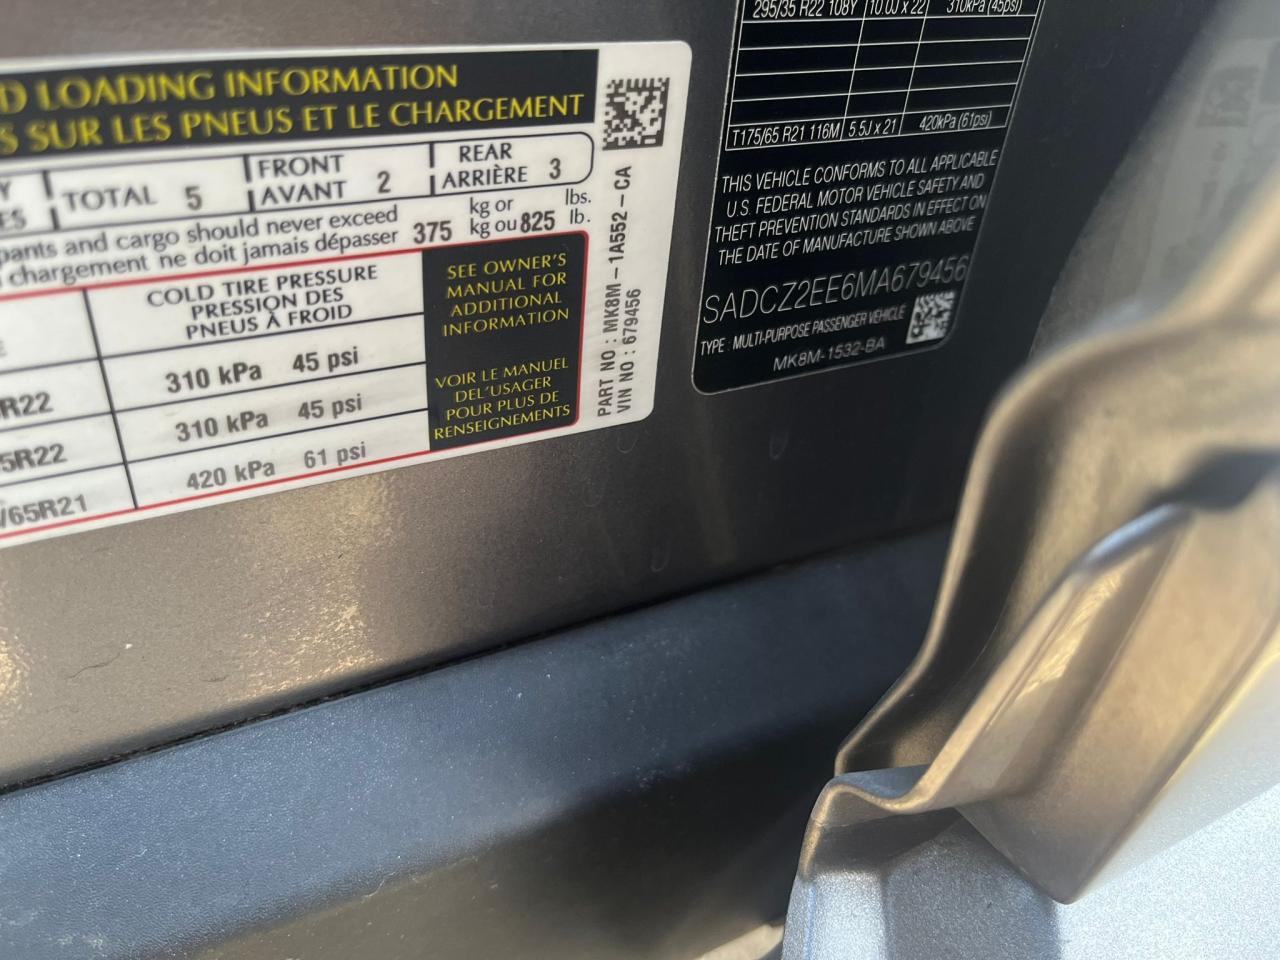 D LOADING INFORMATION
S SUR LES PNEUS ET LE CHARGEMENT
Y
ES
TOTAL 5
FRONT
AVANT 2
REAR
ARRIÈRE 3
pants and cargo should never exceed
chargement ne doit jamais dépasser
375 kg or
kg ou 825 lbs.
lb.
COLD TIRE PRESSURE
PRESSION DES
PNEUS À FROID
R22 310 kPa 45 psi
5R22 310 kPa 45 psi
/65R21 420 kPa 61 psi
SEE OWNER'S
MANUAL FOR
ADDITIONAL
INFORMATION
VOIR LE MANUEL
DEL'USAGER
POUR PLUS DE
RENSEIGNEMENTS
PART NO : MK8M - 1A552 - CA
VIN NO : 679456
295/35 R22 108Y 10.0J x 22 310kPa (45psi)
T175/65 R21 116M 5.5J x 21 420kPa (61psi)
THIS VEHICLE CONFORMS TO ALL APPLICABLE
U.S. FEDERAL MOTOR VEHICLE SAFETY AND
THEFT PREVENTION STANDARDS IN EFFECT ON
THE DATE OF MANUFACTURE SHOWN ABOVE
SADCZ2EE6MA679456
TYPE : MULTI-PURPOSE PASSENGER VEHICLE
MK8M-1532-BA